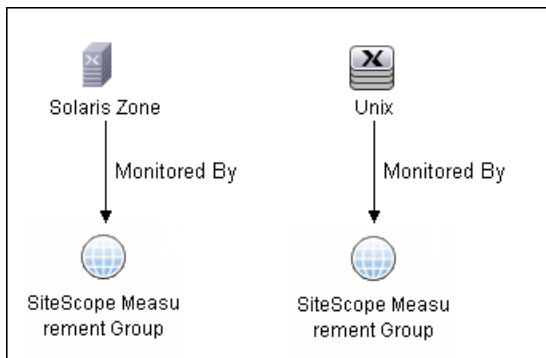 Solaris Zone
Unix
Monitored By
Monitored By
SiteScope Measu
rement Group
SiteScope Measu
rement Group